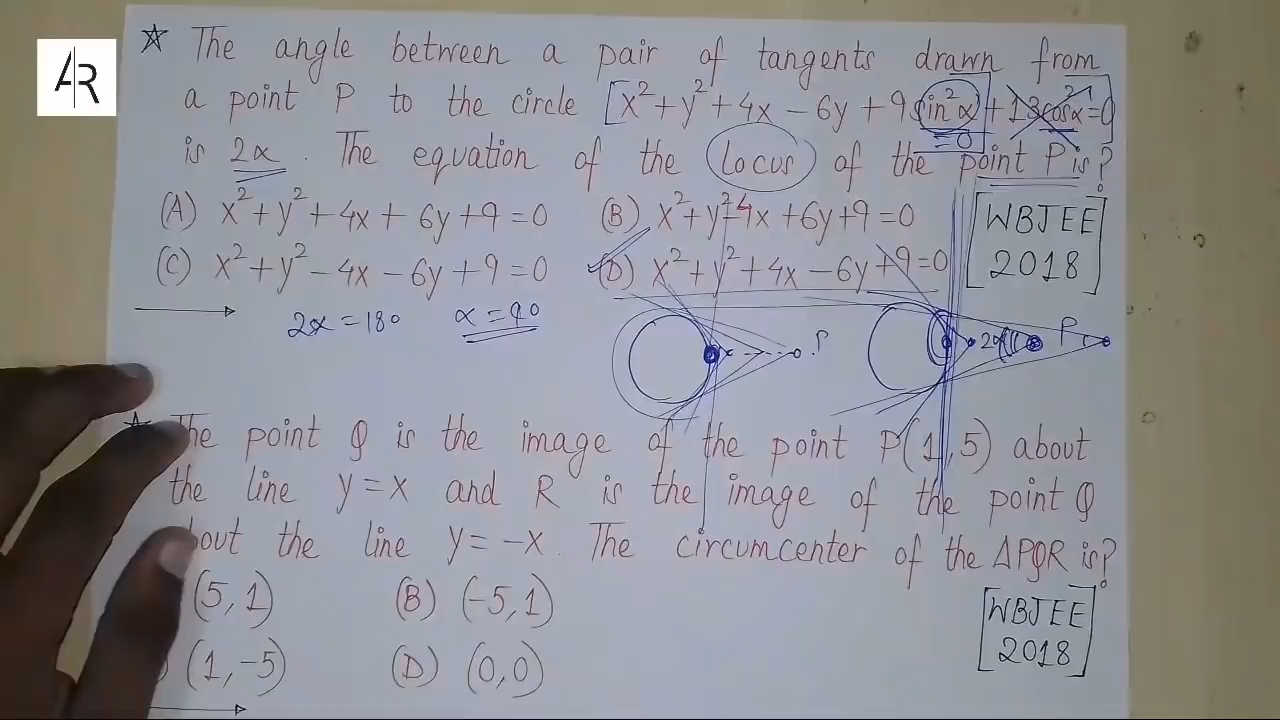 AR
☆ The angle between a pair of tangents drawn from
a point P to the circle [x² + y² + 4x - 6y + 9 sin²α + 13 cos²α = 0
= 0
is 2α. The equation of the locus of the point P is?
(A) x² + y² + 4x + 6y + 9 = 0 (B) x² + y² - 4x + 6y + 9 = 0
(C) x² + y² - 4x - 6y + 9 = 0 (D) x² + y² + 4x - 6y + 9 = 0
[WBJEE
2018]
2α = 180 α = 90
P 2α P
☆ The point Q is the image of the point P(1,5) about
the line y = x and R is the image of the point Q
bout the line y = -x. The circumcenter of the ΔPQR is?
(5, 1) (B) (-5, 1)
(1, -5) (D) (0, 0)
[WBJEE
2018]